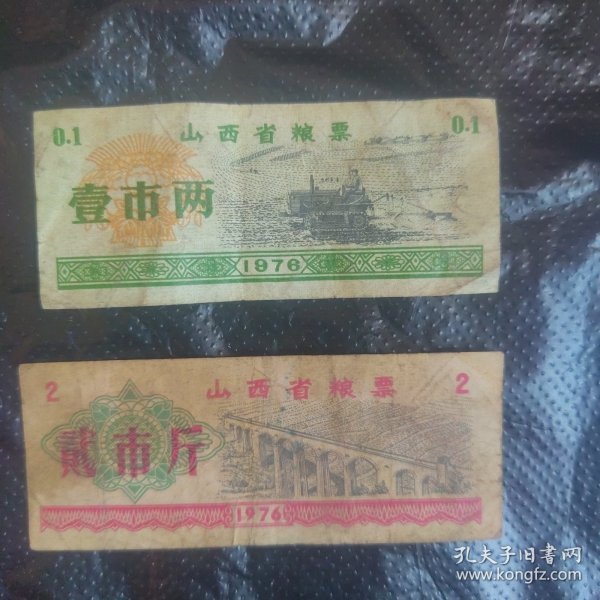 0.1 山西省粮票 0.1
壹市两
1976
2 山西省粮票 2
贰市斤
1976
孔夫子旧书网
www.kongfz.com